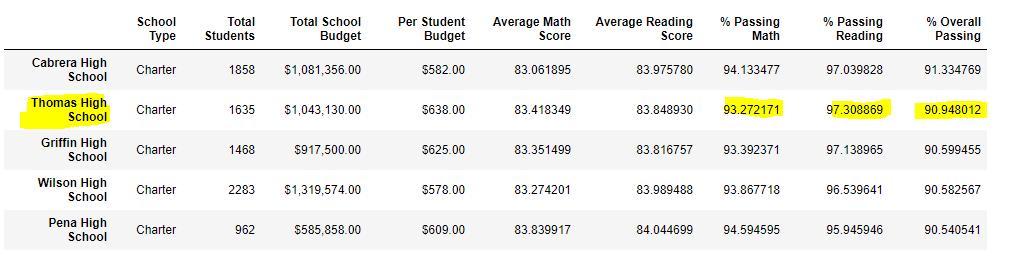 School Type Total Students Total School Budget Per Student Budget Average Math Score Average Reading Score % Passing Math % Passing Reading % Overall Passing
Cabrera High School Charter 1858 $1,081,356.00 $582.00 83.061895 83.975780 94.133477 97.039828 91.334769
Thomas High School Charter 1635 $1,043,130.00 $638.00 83.418349 83.848930 93.272171 97.308869 90.948012
Griffin High School Charter 1468 $917,500.00 $625.00 83.351499 83.816757 93.392371 97.138965 90.599455
Wilson High School Charter 2283 $1,319,574.00 $578.00 83.274201 83.989488 93.867718 96.539641 90.582567
Pena High School Charter 962 $585,858.00 $609.00 83.839917 84.044699 94.594595 95.945946 90.540541